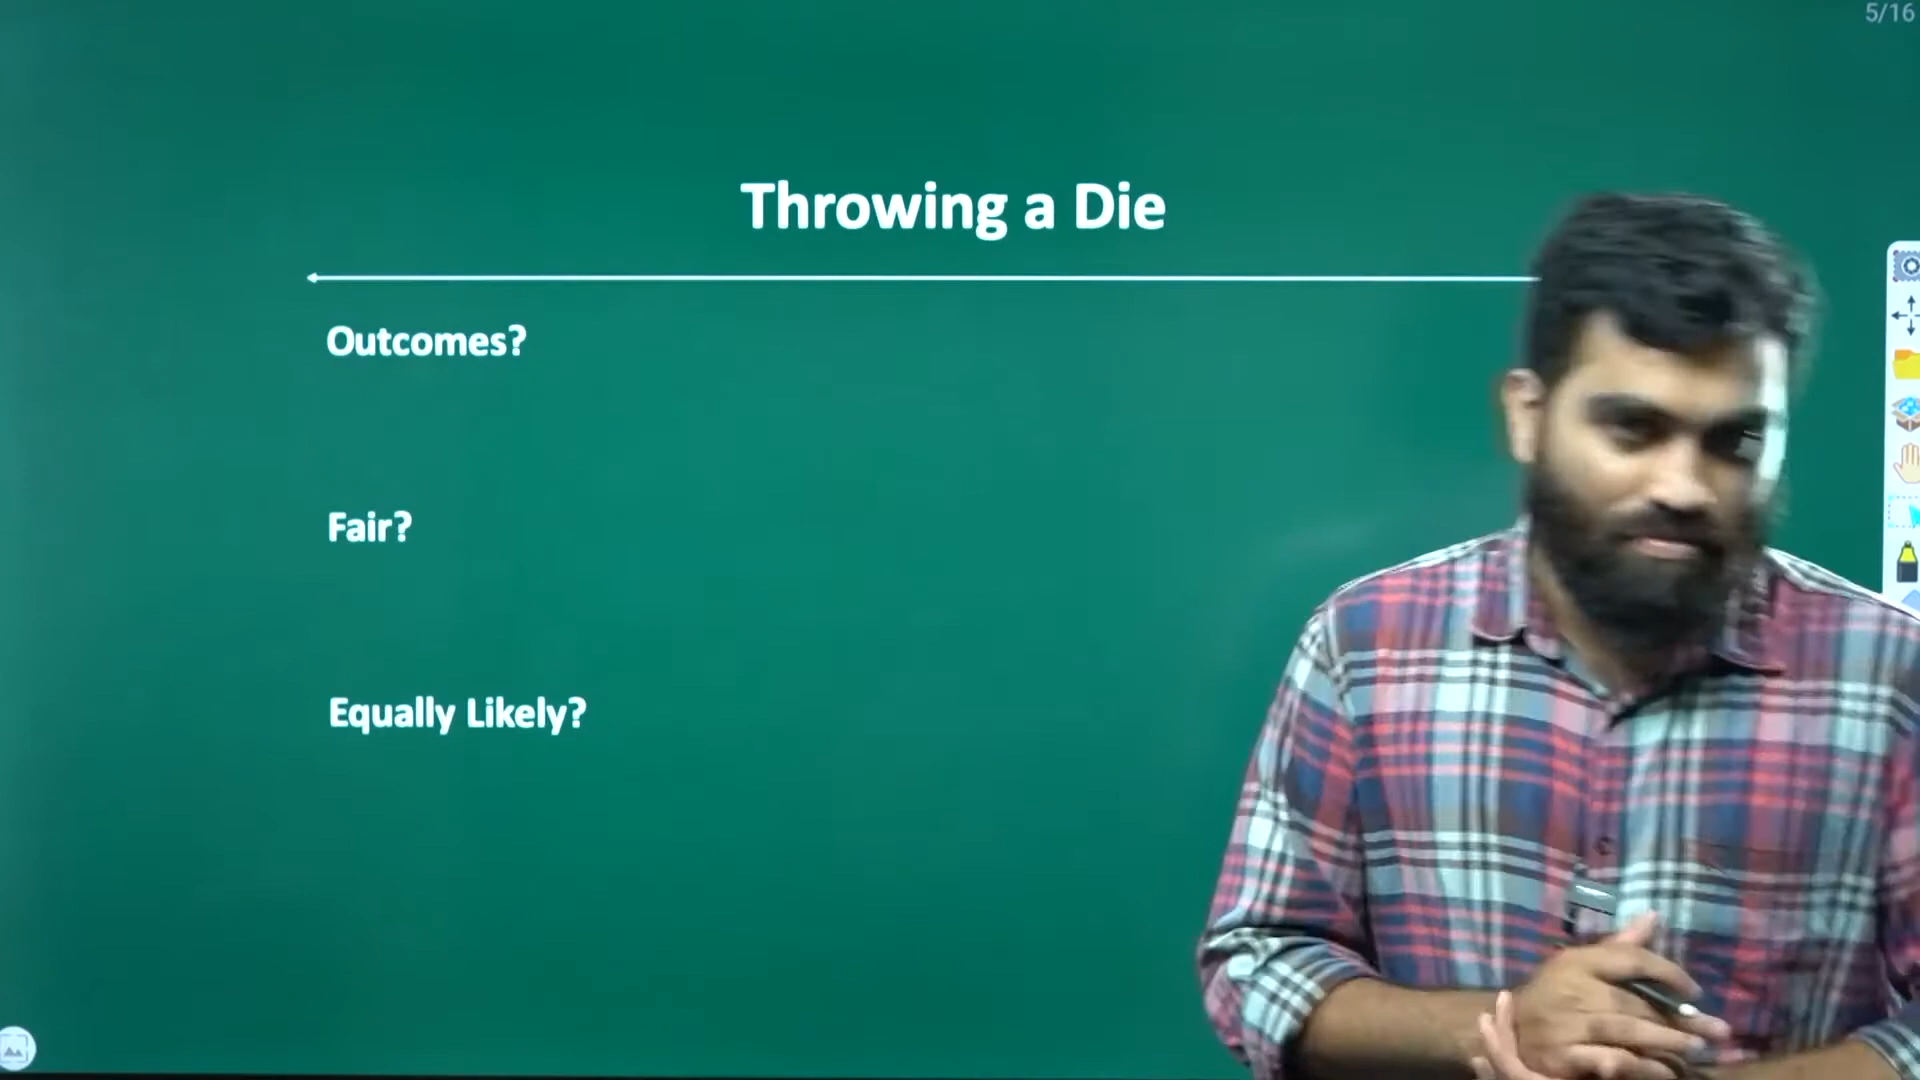 5/16
Throwing a Die
Outcomes?
Fair?
Equally Likely?